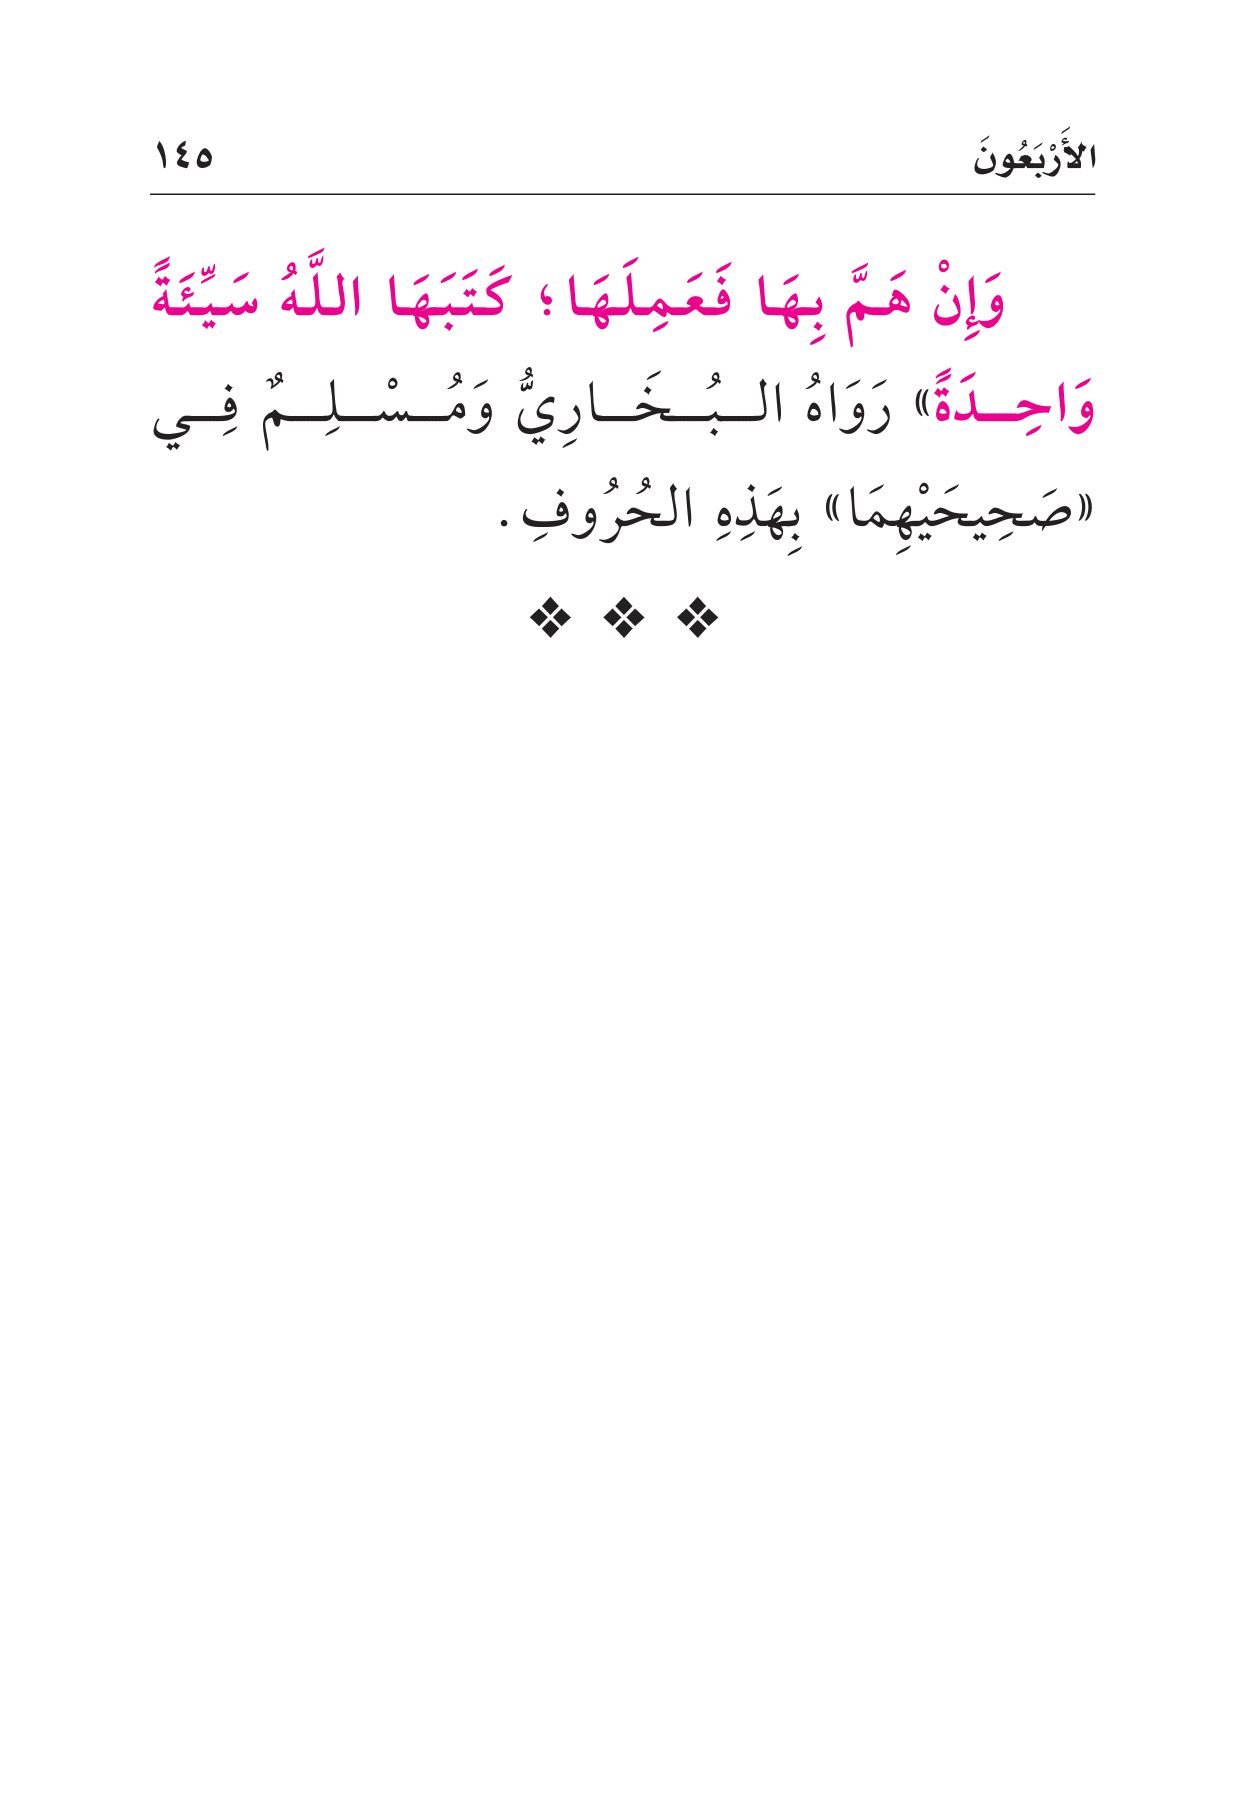 الأَرْبَعُونَ ١٤٥
وَإِنْ هَمَّ بِهَا فَعَمِلَهَا؛ كَتَبَهَا اللَّهُ سَيِّئَةً
وَاحِدَةً» رَوَاهُ البُخَارِيُّ وَمُسْلِمٌ فِي
«صَحِيحَيْهِمَا» بِهَذِهِ الحُرُوفِ.